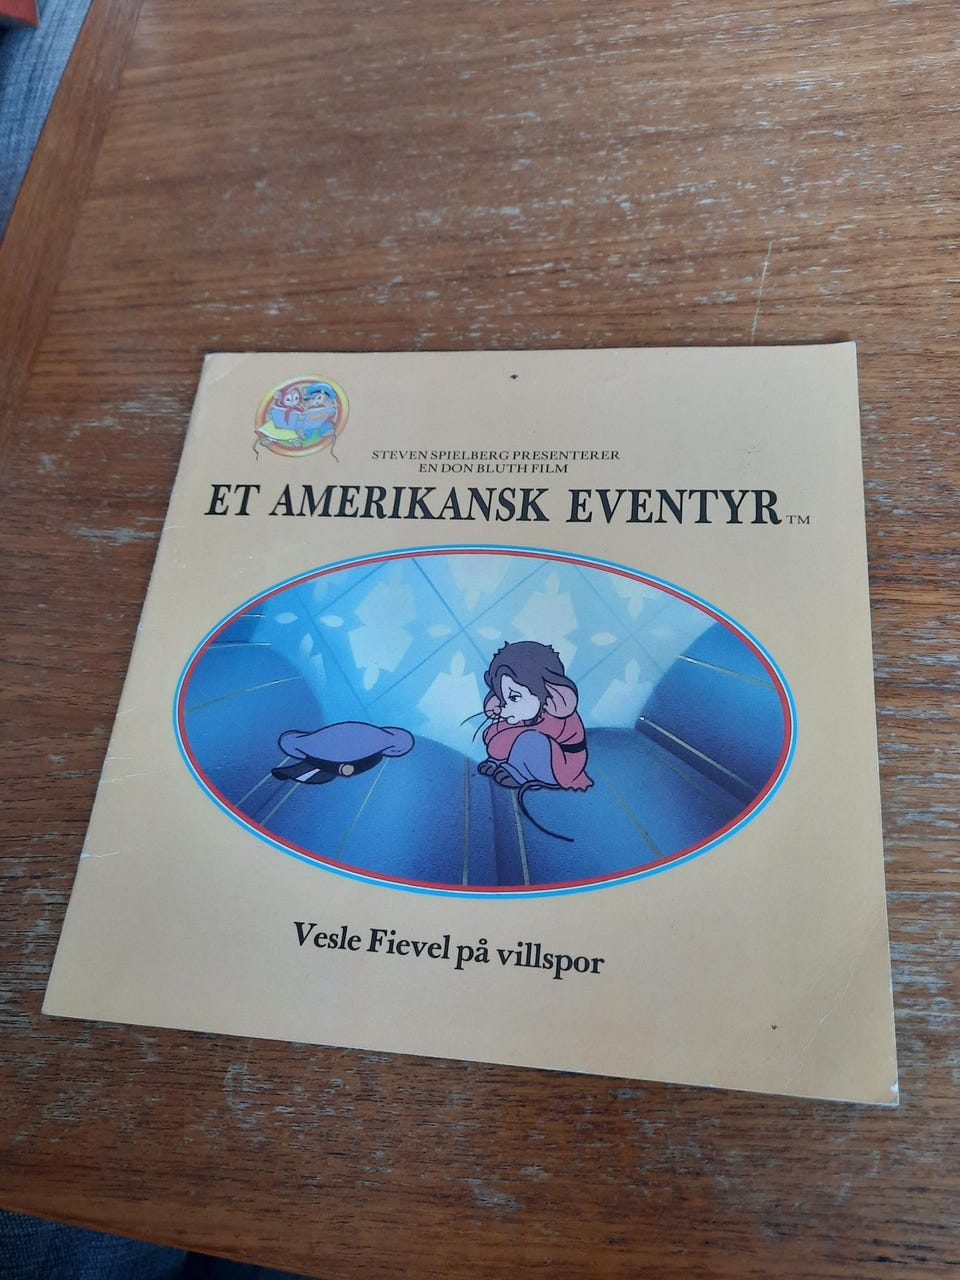 STEVEN SPIELBERG PRESENTERER
EN DON BLUTH FILM
ET AMERIKANSK EVENTYR™
Vesle Fievel på villspor